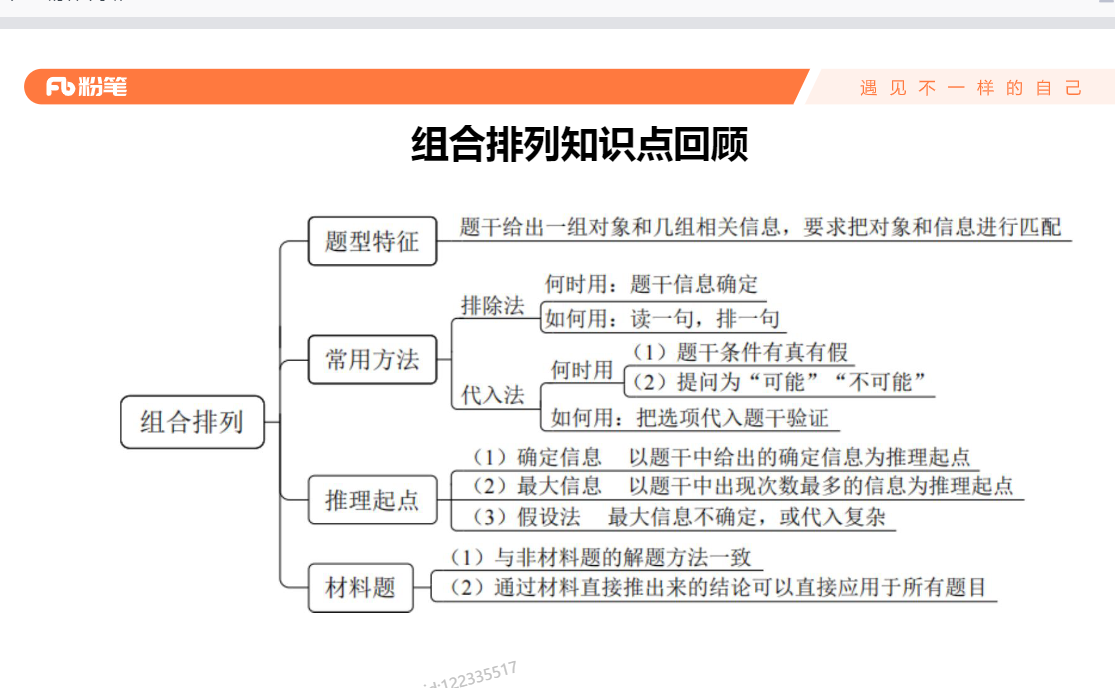 粉笔
遇见不一样的自己
组合排列知识点回顾
题型特征
题干给出一组对象和几组相关信息，要求把对象和信息进行匹配
何时用：题干信息确定
排除法
如何用：读一句，排一句
常用方法
（1）题干条件有真有假
何时用
（2）提问为“可能”“不可能”
代入法
如何用：把选项代入题干验证
组合排列
（1）确定信息 以题干中给出的确定信息为推理起点
推理起点
（2）最大信息 以题干中出现次数最多的信息为推理起点
（3）假设法 最大信息不确定，或代入复杂
（1）与非材料题的解题方法一致
材料题
（2）通过材料直接推出来的结论可以直接应用于所有题目
id:122335517